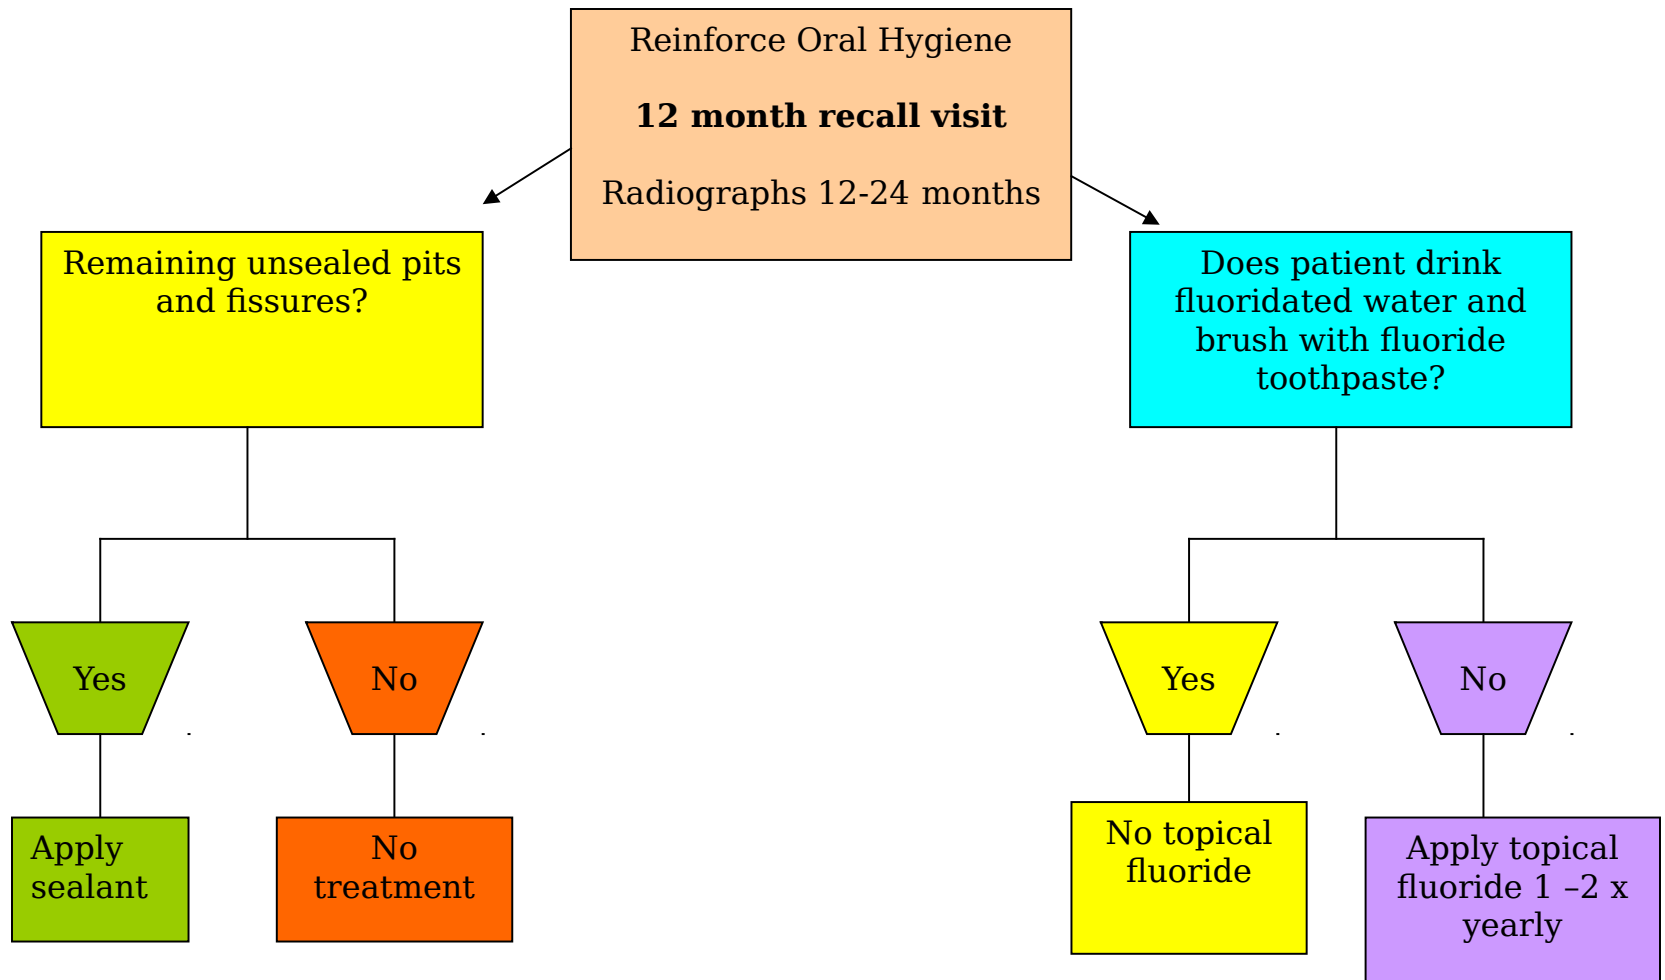 Reinforce Oral Hygiene
12 month recall visit
Radiographs 12-24 months
Remaining unsealed pits
and fissures?
Does patient drink
fluoridated water and
brush with fluoride
toothpaste?
Yes
No
Yes
No
Apply
sealant
No
treatment
No topical
fluoride
Apply topical
fluoride 1 –2 x
yearly